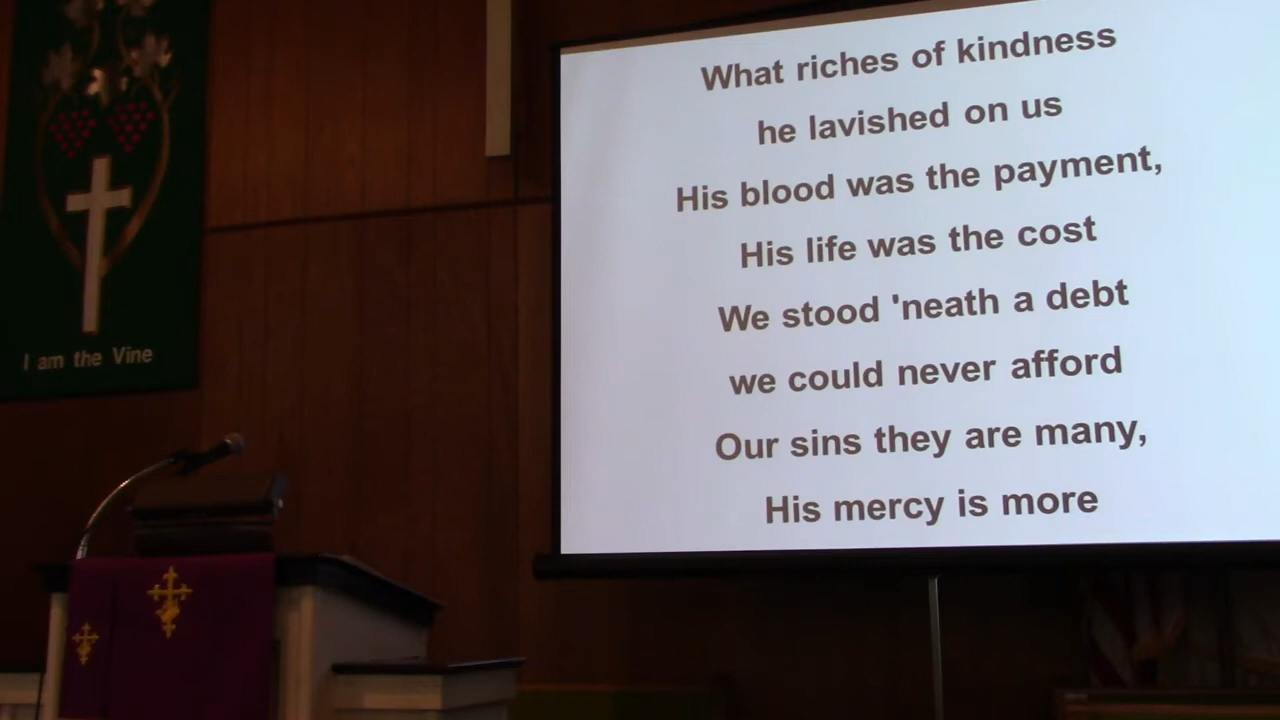 What riches of kindness
he lavished on us
His blood was the payment,
His life was the cost
We stood 'neath a debt
we could never afford
Our sins they are many,
His mercy is more
I am the Vine